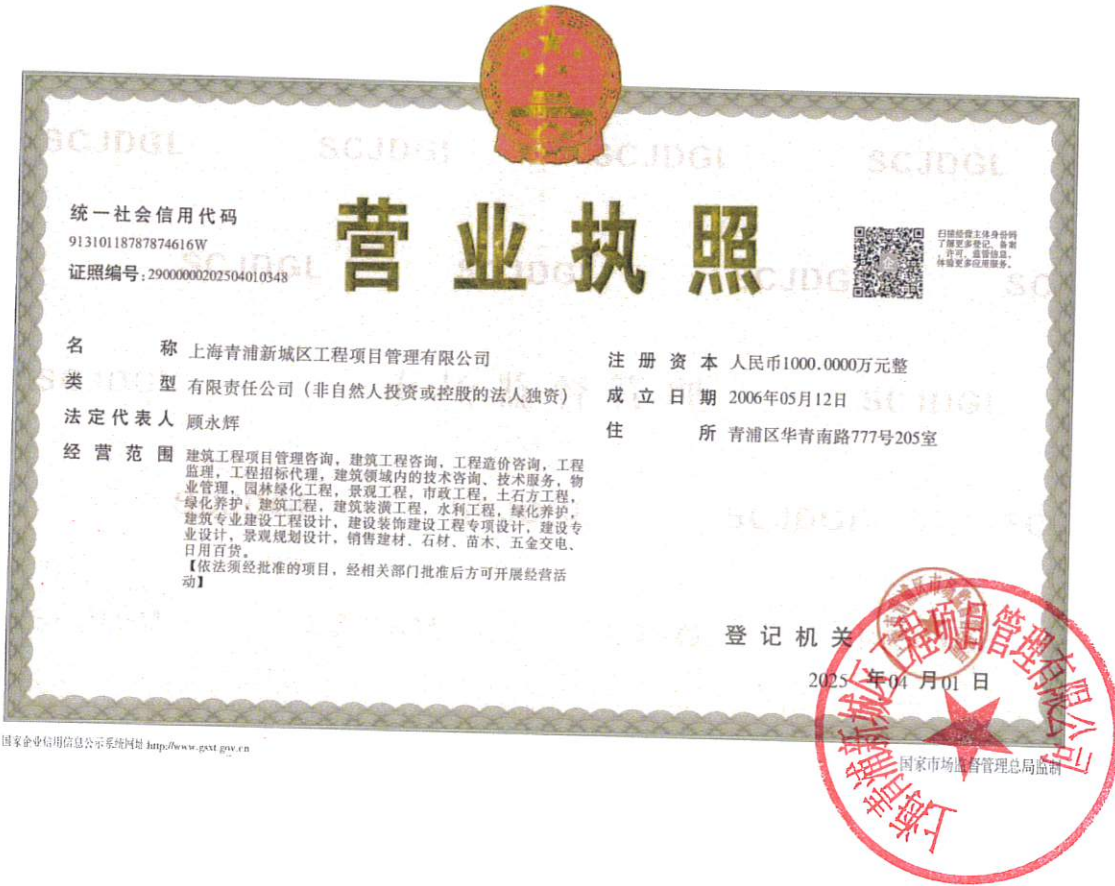 营业执照
统一社会信用代码
91310118787874616W
证照编号:29000000202504010348
扫描经营主体身份码
了解更多登记、备案
、许可、监管信息,
体验更多应用服务。
名称 上海青浦新城区工程项目管理有限公司
类型 有限责任公司(非自然人投资或控股的法人独资)
法定代表人 顾永辉
经营范围 建筑工程项目管理咨询,建筑工程咨询,工程造价咨询,工程
监理,工程招标代理,建筑领域内的技术咨询、技术服务,物
业管理,园林绿化工程,景观工程,市政工程,土石方工程,
绿化养护,建筑工程,建筑装潢工程,水利工程,绿化养护,
建筑专业建设工程设计,建设装饰建设工程专项设计,建设专
业设计,景观规划设计,销售建材、石材、苗木、五金交电、
日用百货。
【依法须经批准的项目,经相关部门批准后方可开展经营活
动】
注册资本 人民币1000.0000万元整
成立日期 2006年05月12日
住所 青浦区华青南路777号205室
登记机关
2025 年04 月01 日
上海青浦新城区工程项目管理有限公司
国家企业信用信息公示系统网址 http://www.gsxt.gov.cn
国家市场监督管理总局监制
SCJDGL
SCJDGL
SCJDGL
SCJDGL